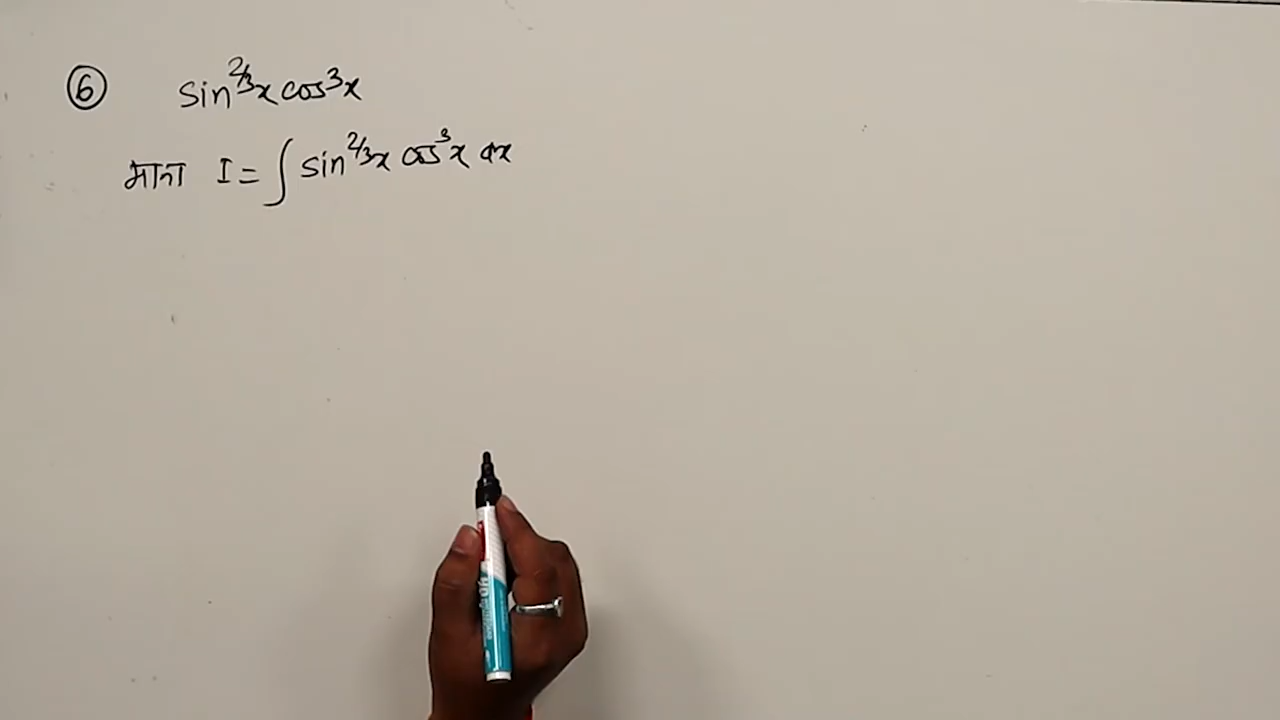 ⑥ sin^{2/3}x cos^3x
माना I = ∫ sin^{2/3}x cos^3x dx